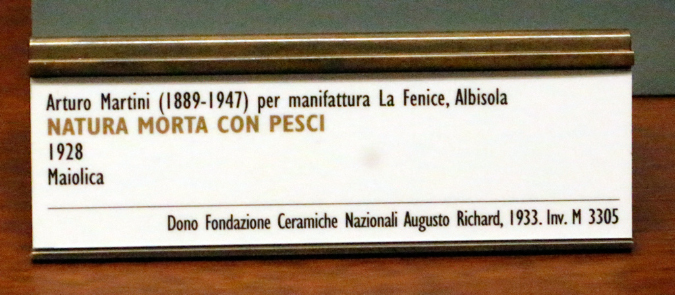 Arturo Martini (1889-1947) per manifattura La Fenice, Albisola
NATURA MORTA CON PESCI
1928
Maiolica
Dono Fondazione Ceramiche Nazionali Augusto Richard, 1933. Inv. M 3305